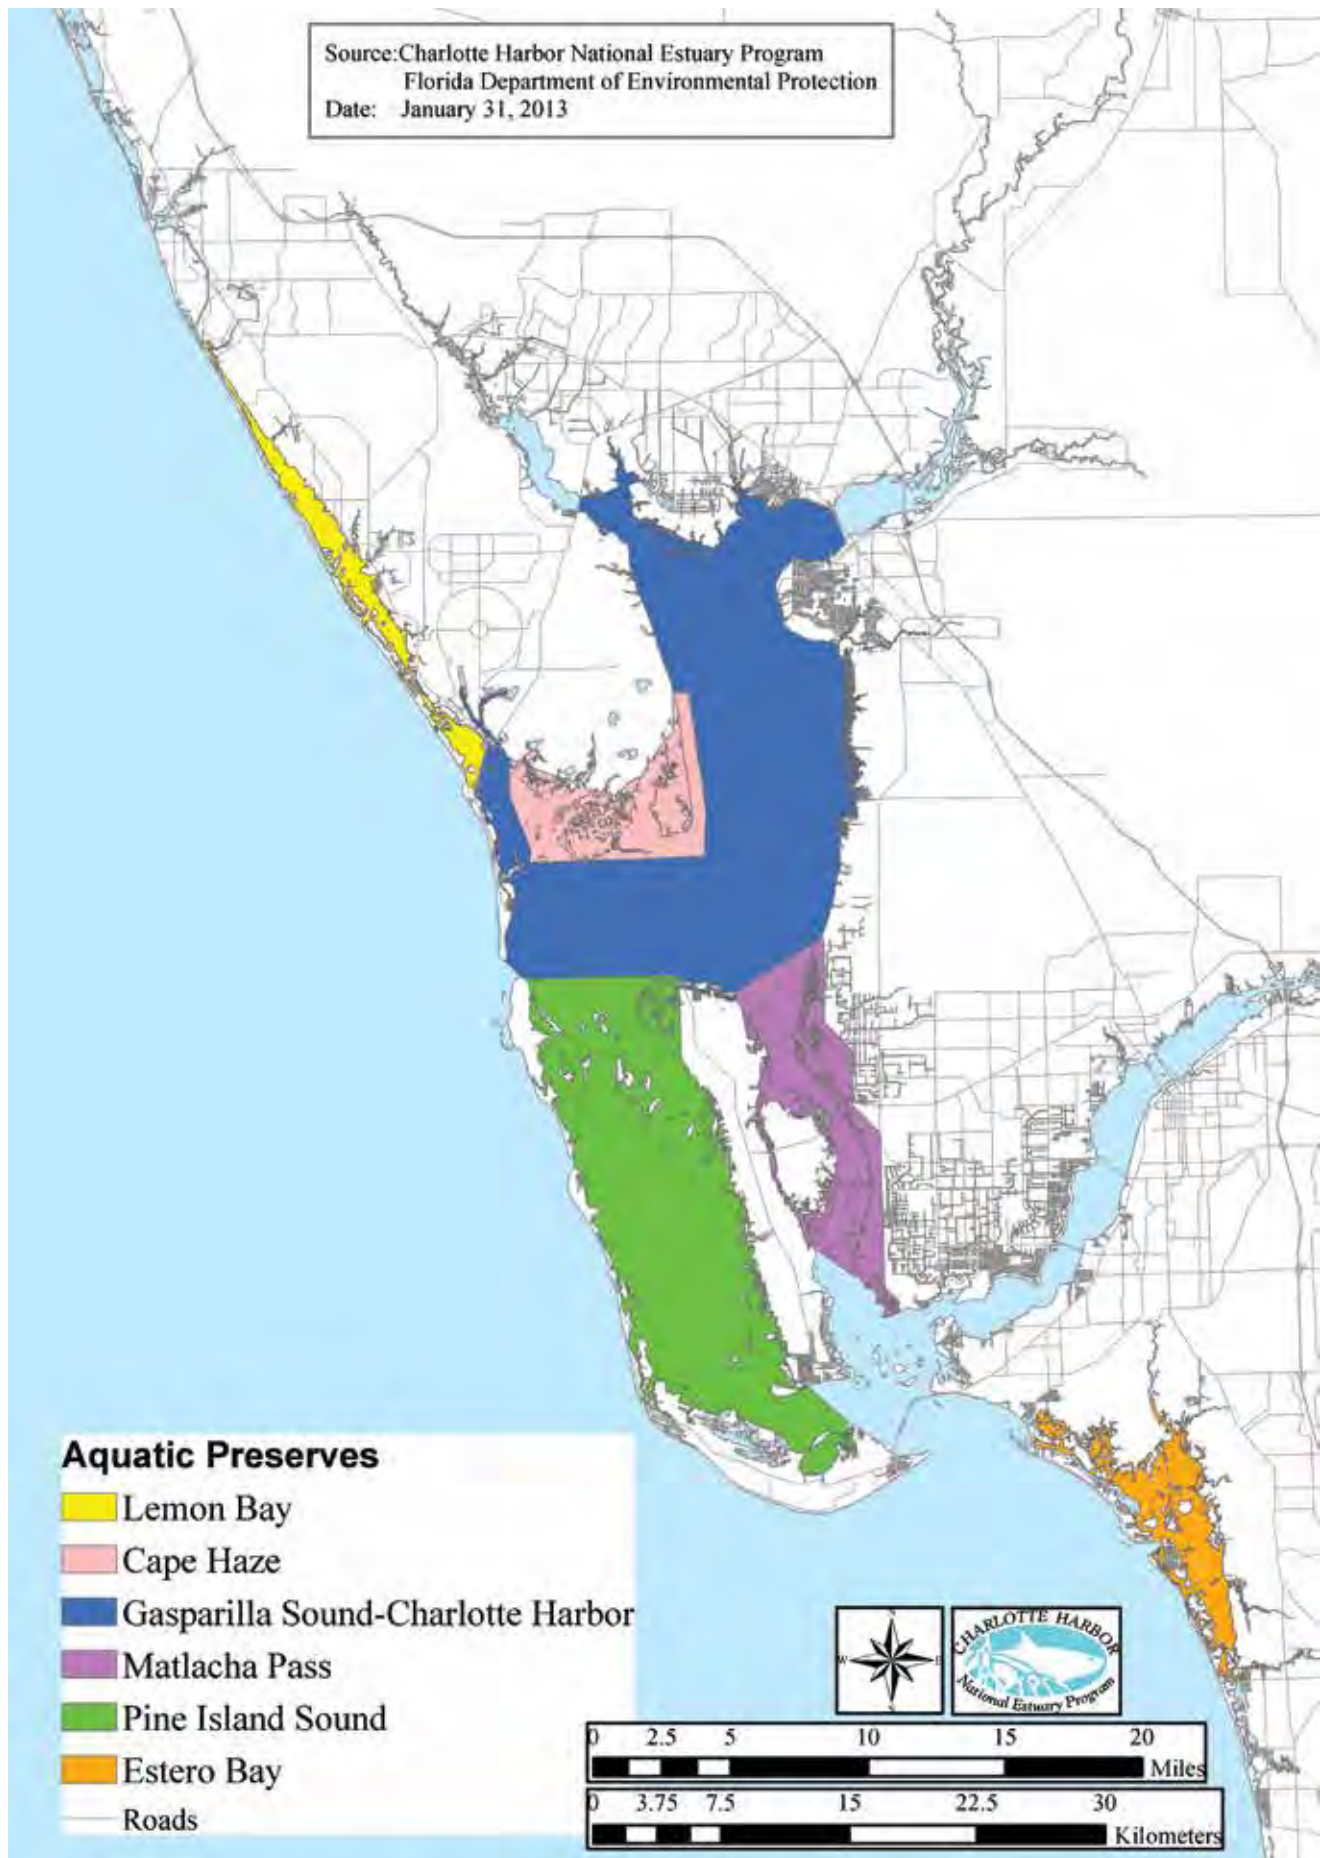 Source:Charlotte Harbor National Estuary Program
Florida Department of Environmental Protection
Date: January 31, 2013
Aquatic Preserves
Lemon Bay
Cape Haze
Gasparilla Sound-Charlotte Harbor
Matlacha Pass
Pine Island Sound
Estero Bay
Roads
N
W E
S
CHARLOTTE HARBOR
National Estuary Program
0 2.5 5 10 15 20
Miles
0 3.75 7.5 15 22.5 30
Kilometers